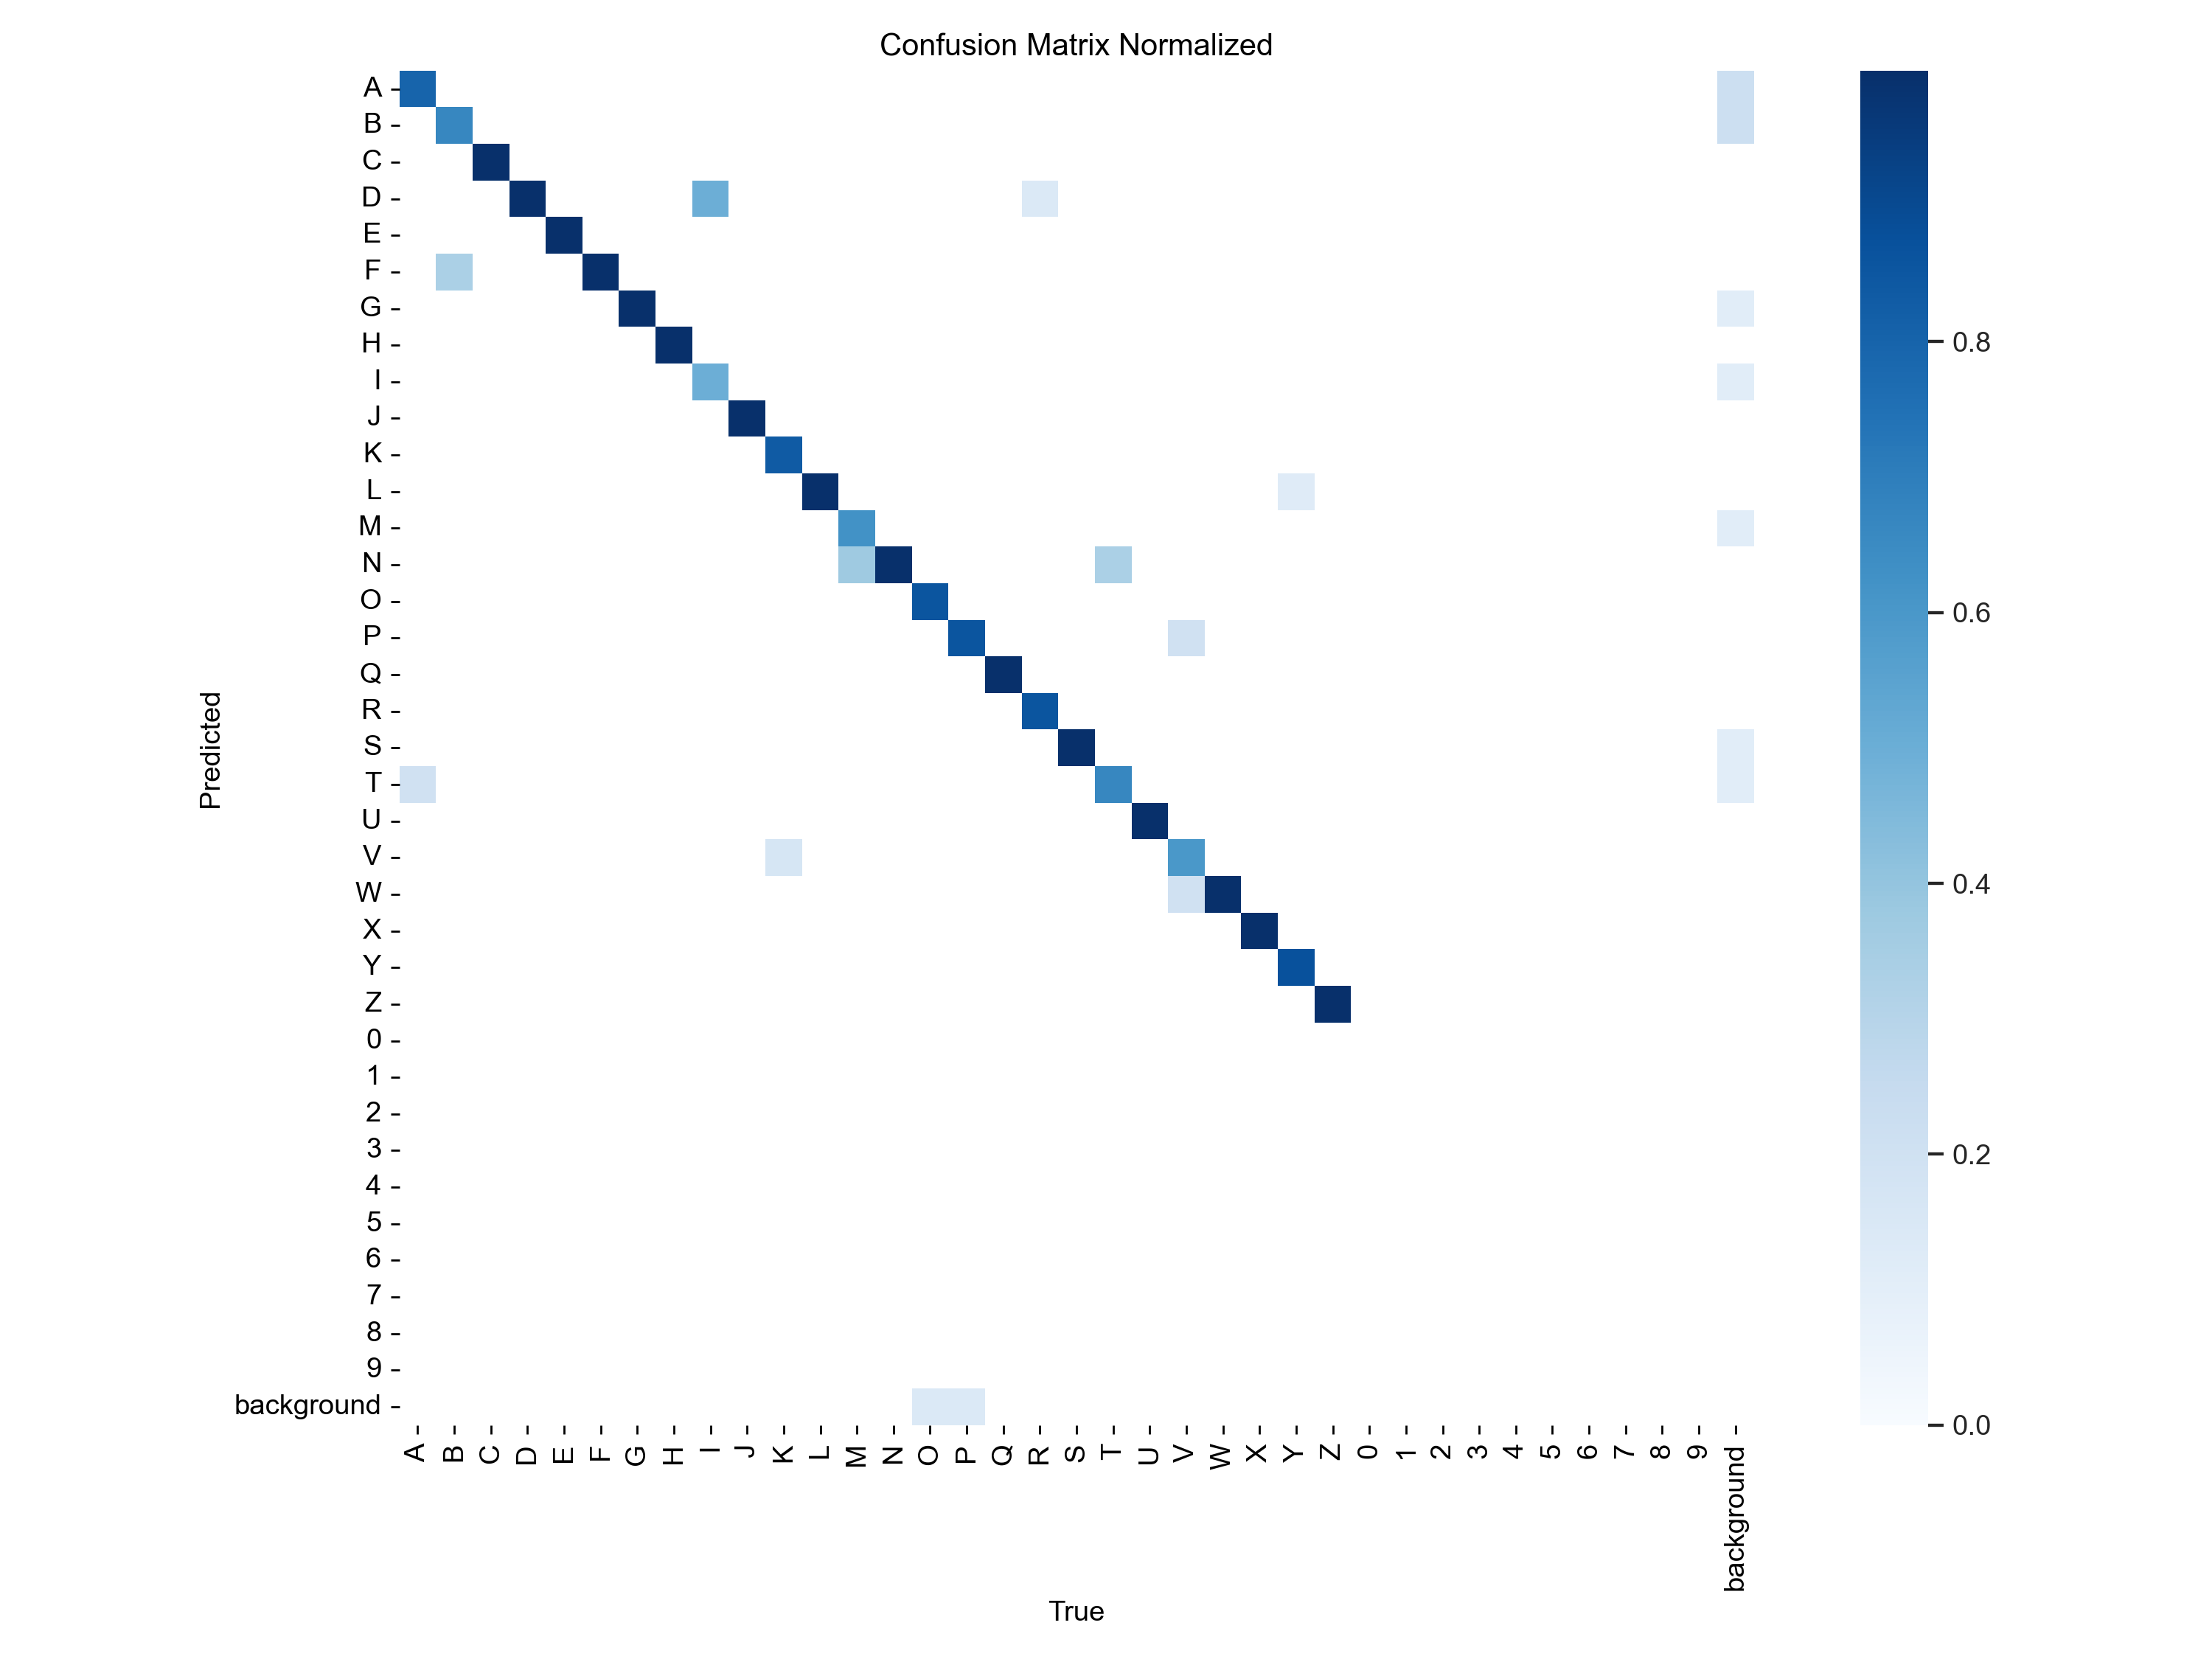 Confusion Matrix Normalized
A
B
C
D
E
F
G
H
I
J
K
L
M
N
O
P
Q
R
S
T
U
V
W
X
Y
Z
0
1
2
3
4
5
6
7
8
9
background
Predicted
A B C D E F G H I J K L M N O P Q R S T U V W X Y Z 0 1 2 3 4 5 6 7 8 9 background
True
0.8
0.6
0.4
0.2
0.0